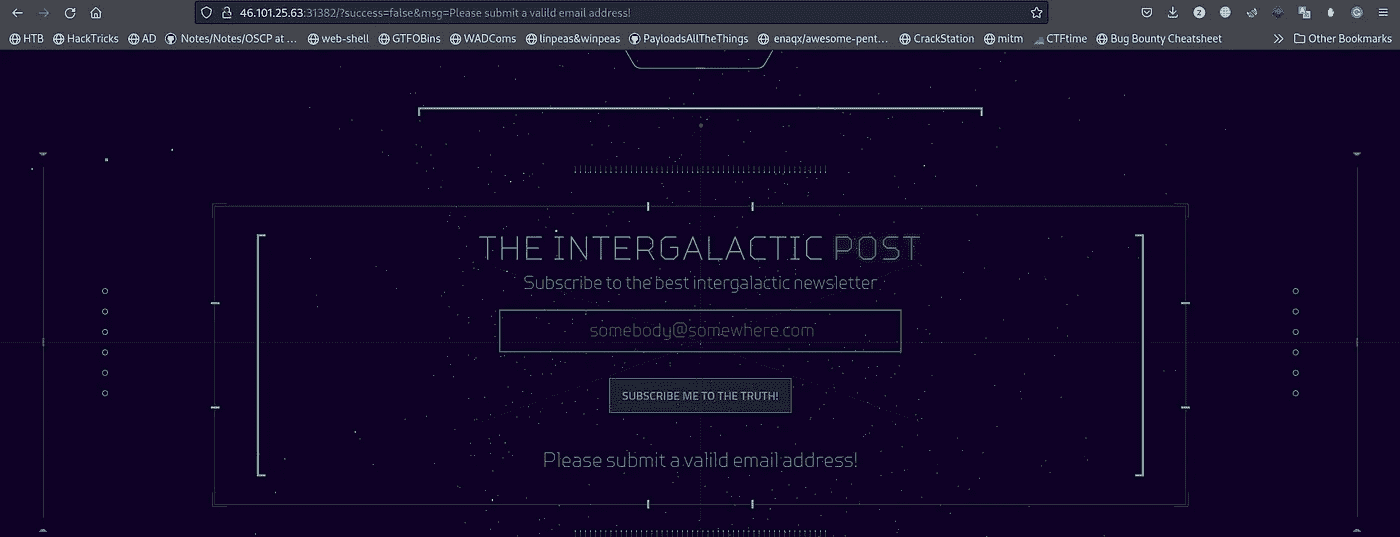 46.101.25.63:31382/?success=false&msg=Please submit a valild email address!
HTB HackTricks AD Notes/Notes/OSCP at ... web-shell GTFOBins WADComs linpeas&winpeas PayloadsAllTheThings enaqx/awesome-pent... CrackStation mitm CTFtime Bug Bounty Cheatsheet Other Bookmarks
THE INTERGALACTIC POST
Subscribe to the best intergalactic newsletter
somebody@somewhere.com
SUBSCRIBE ME TO THE TRUTH!
Please submit a valild email address!